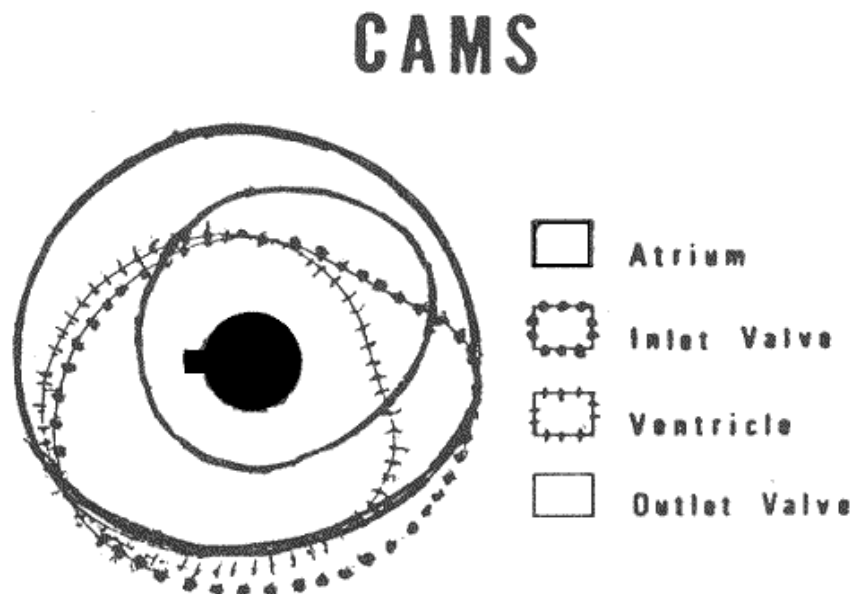 CAMS
Atrium
Inlet Valve
Ventricle
Outlet Valve